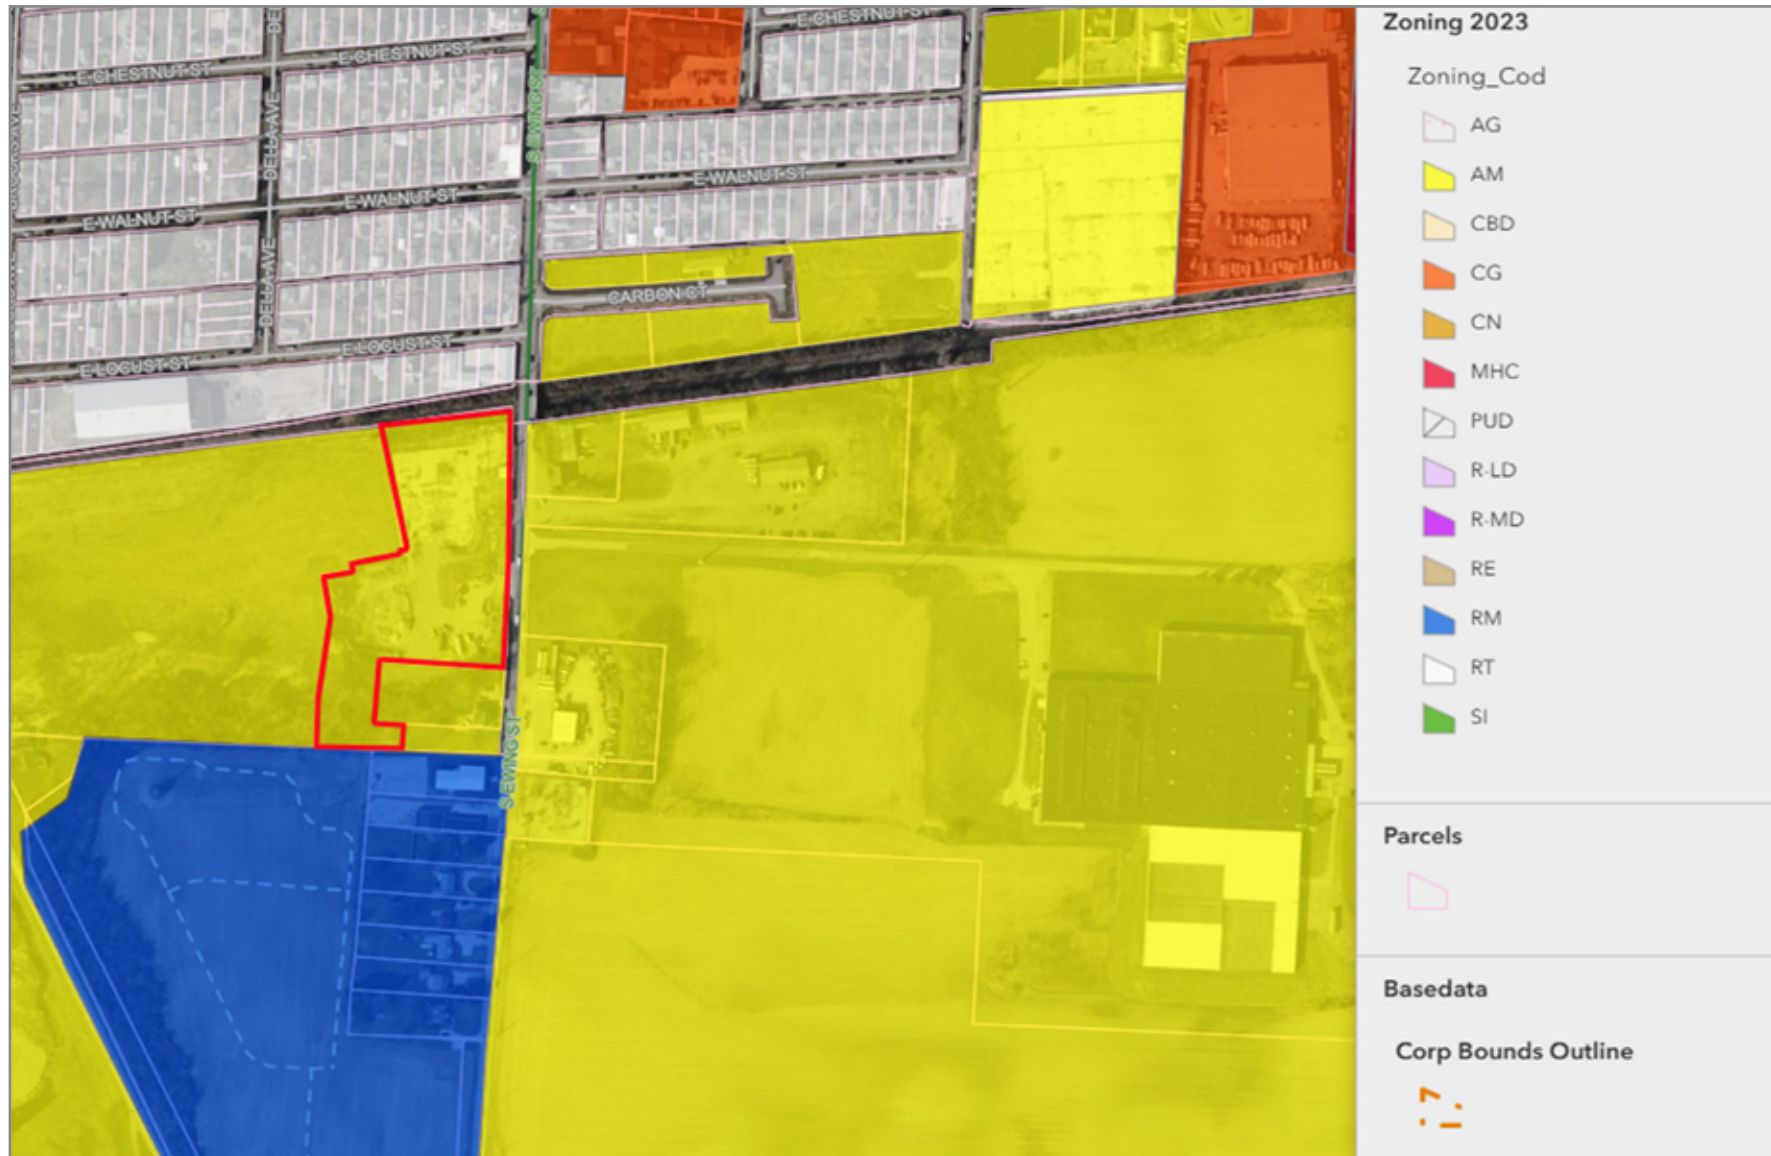 E CHESTNUT ST
E CHESTNUT ST
E CHESTNUT ST
DELLA AVE
S EWING ST
E WALNUT ST
E WALNUT ST
E WALNUT ST
DELLA AVE
CARBON CT
E LOCUST ST
E LOCUST ST
S EWING ST
Zoning 2023
Zoning_Cod
AG
AM
CBD
CG
CN
MHC
PUD
R-LD
R-MD
RE
RM
RT
SI
Parcels
Basedata
Corp Bounds Outline